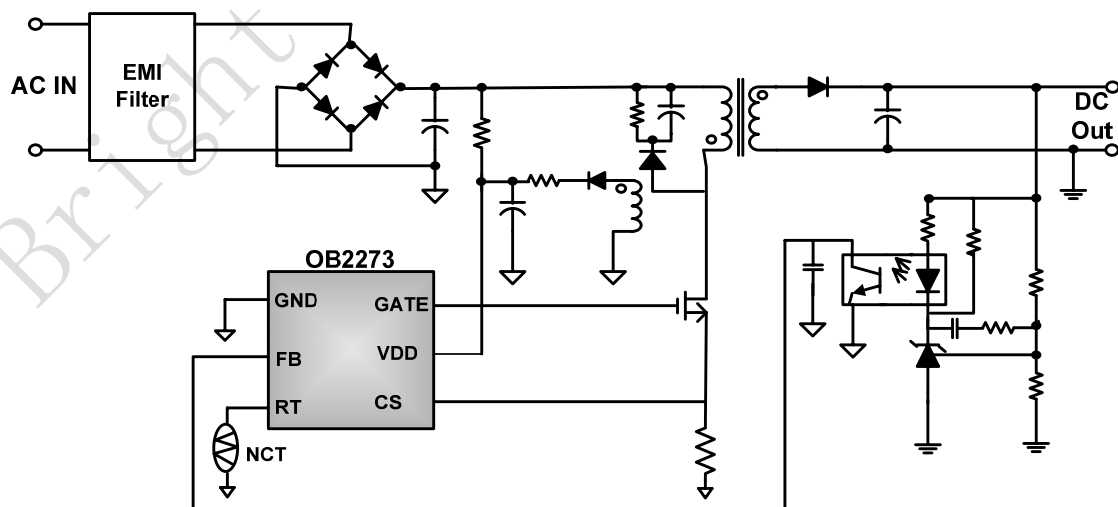 AC IN
EMI
Filter
DC
Out
OB2273
GND
GATE
FB
VDD
RT
CS
NCT
Bright